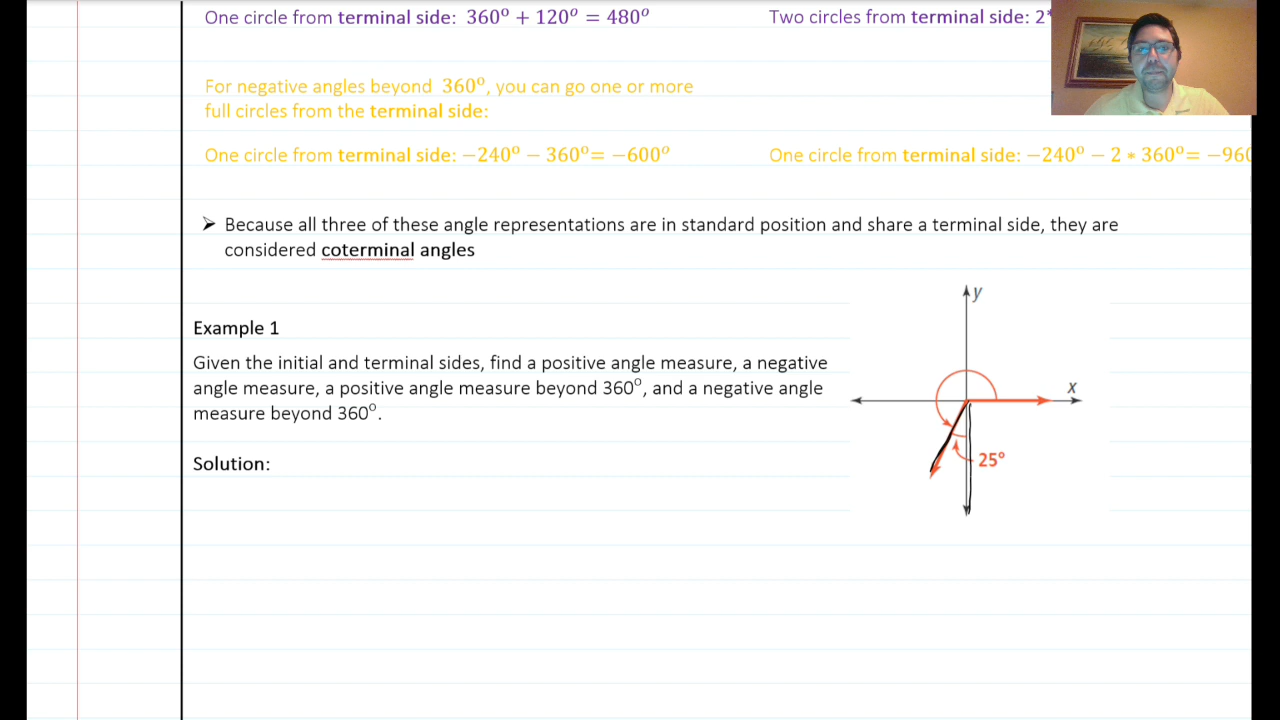 One circle from terminal side: 360° + 120° = 480°
Two circles from terminal side: 2*
For negative angles beyond 360°, you can go one or more
full circles from the terminal side:
One circle from terminal side: −240° − 360°= −600°
One circle from terminal side: −240° − 2 ∗ 360°= −960
➢ Because all three of these angle representations are in standard position and share a terminal side, they are
considered coterminal angles
y
Example 1
Given the initial and terminal sides, find a positive angle measure, a negative
angle measure, a positive angle measure beyond 360°, and a negative angle
measure beyond 360°.
x
Solution:
25°